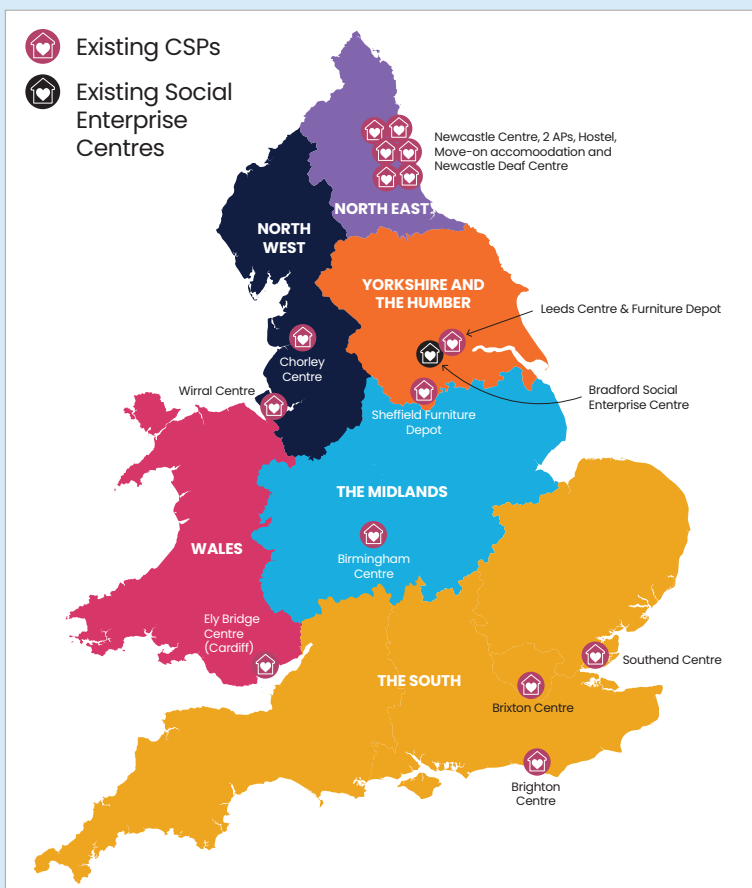 Existing CSPs
Existing Social
Enterprise
Centres
Newcastle Centre, 2 APs, Hostel,
Move-on accomoodation and
Newcastle Deaf Centre
NORTH EAST
NORTH
WEST
YORKSHIRE AND
THE HUMBER
Leeds Centre & Furniture Depot
Chorley
Centre
Wirral Centre
Bradford Social
Enterprise Centre
Sheffield Furniture
Depot
THE MIDLANDS
WALES
Birmingham
Centre
Ely Bridge
Centre
(Cardiff)
Southend Centre
THE SOUTH
Brixton Centre
Brighton
Centre